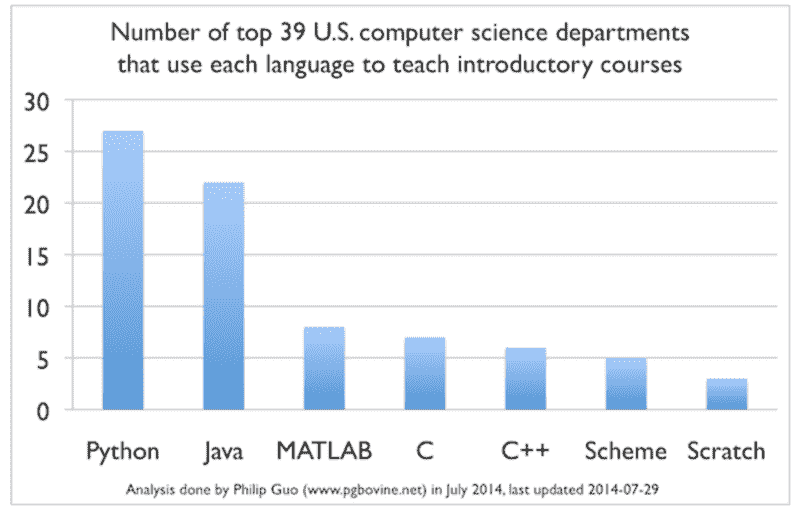 Number of top 39 U.S. computer science departments
that use each language to teach introductory courses
30
25
20
15
10
5
0
Python Java MATLAB C C++ Scheme Scratch
Analysis done by Philip Guo (www.pgbovine.net) in July 2014, last updated 2014-07-29